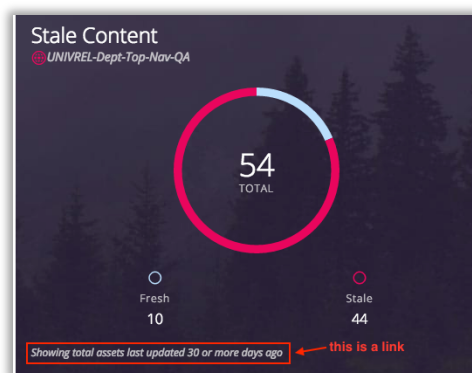 Stale Content
UNIVREL-Dept-Top-Nav-QA
54
TOTAL
Fresh
10
Stale
44
Showing total assets last updated 30 or more days ago
this is a link